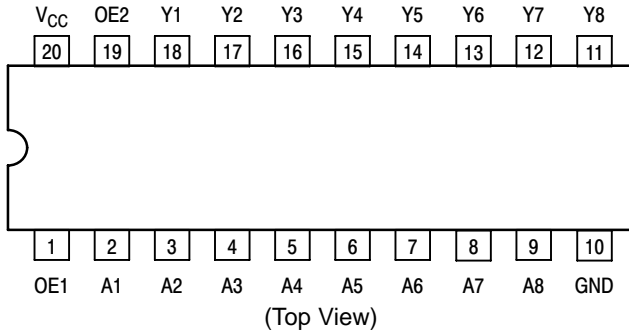 VCC OE2 Y1 Y2 Y3 Y4 Y5 Y6 Y7 Y8
20 19 18 17 16 15 14 13 12 11
1 2 3 4 5 6 7 8 9 10
OE1 A1 A2 A3 A4 A5 A6 A7 A8 GND
(Top View)